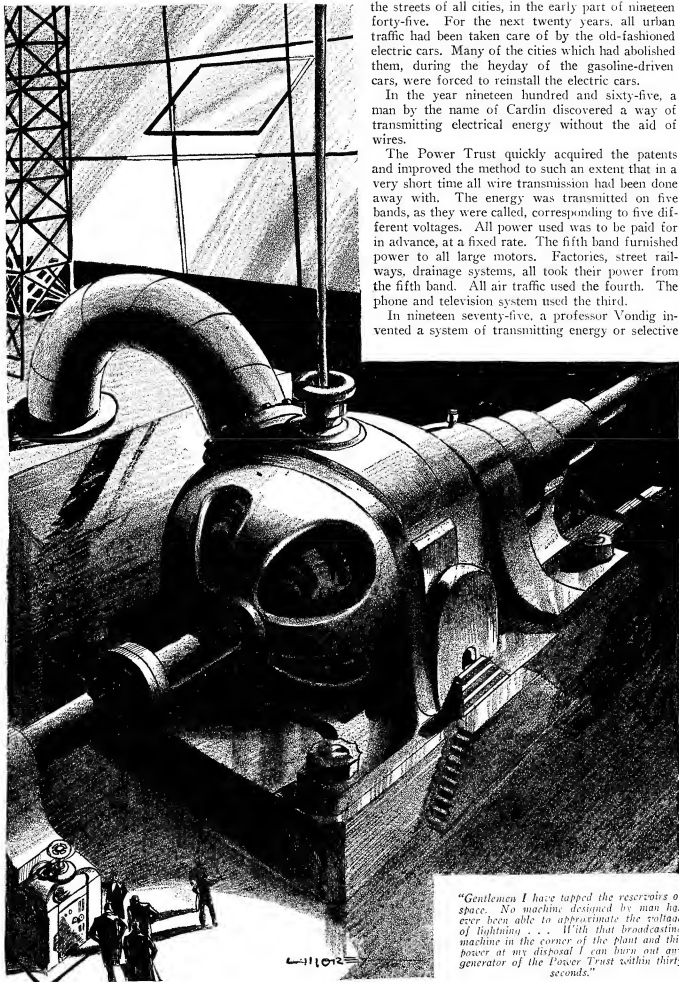 the streets of all cities, in the early part of nineteen
forty-five. For the next twenty years, all urban
traffic had been taken care of by the old-fashioned
electric cars. Many of the cities which had abolished
them, during the heyday of the gasoline-driven
cars, were forced to reinstall the electric cars.
In the year nineteen hundred and sixty-five, a
man by the name of Cardin discovered a way of
transmitting electrical energy without the aid of
wires.
The Power Trust quickly acquired the patents
and improved the method to such an extent that in a
very short time all wire transmission had been done
away with. The energy was transmitted on five
bands, as they were called, corresponding to five dif-
ferent voltages. All power used was to be paid for
in advance, at a fixed rate. The fifth band furnished
power to all large motors. Factories, street rail-
ways, drainage systems, all took their power from
the fifth band. All air traffic used the fourth. The
phone and television system used the third.
In nineteen seventy-five, a professor Vondig in-
vented a system of transmitting energy or selective
"Gentlemen I have tapped the reservoirs o
space. No machine designed by man ha
ever been able to approximate the voltag
of lightning . . . With that broadcastin
machine in the corner of the plant and thi
power at my disposal I can burn out an
generator of the Power Trust within thirt
seconds."